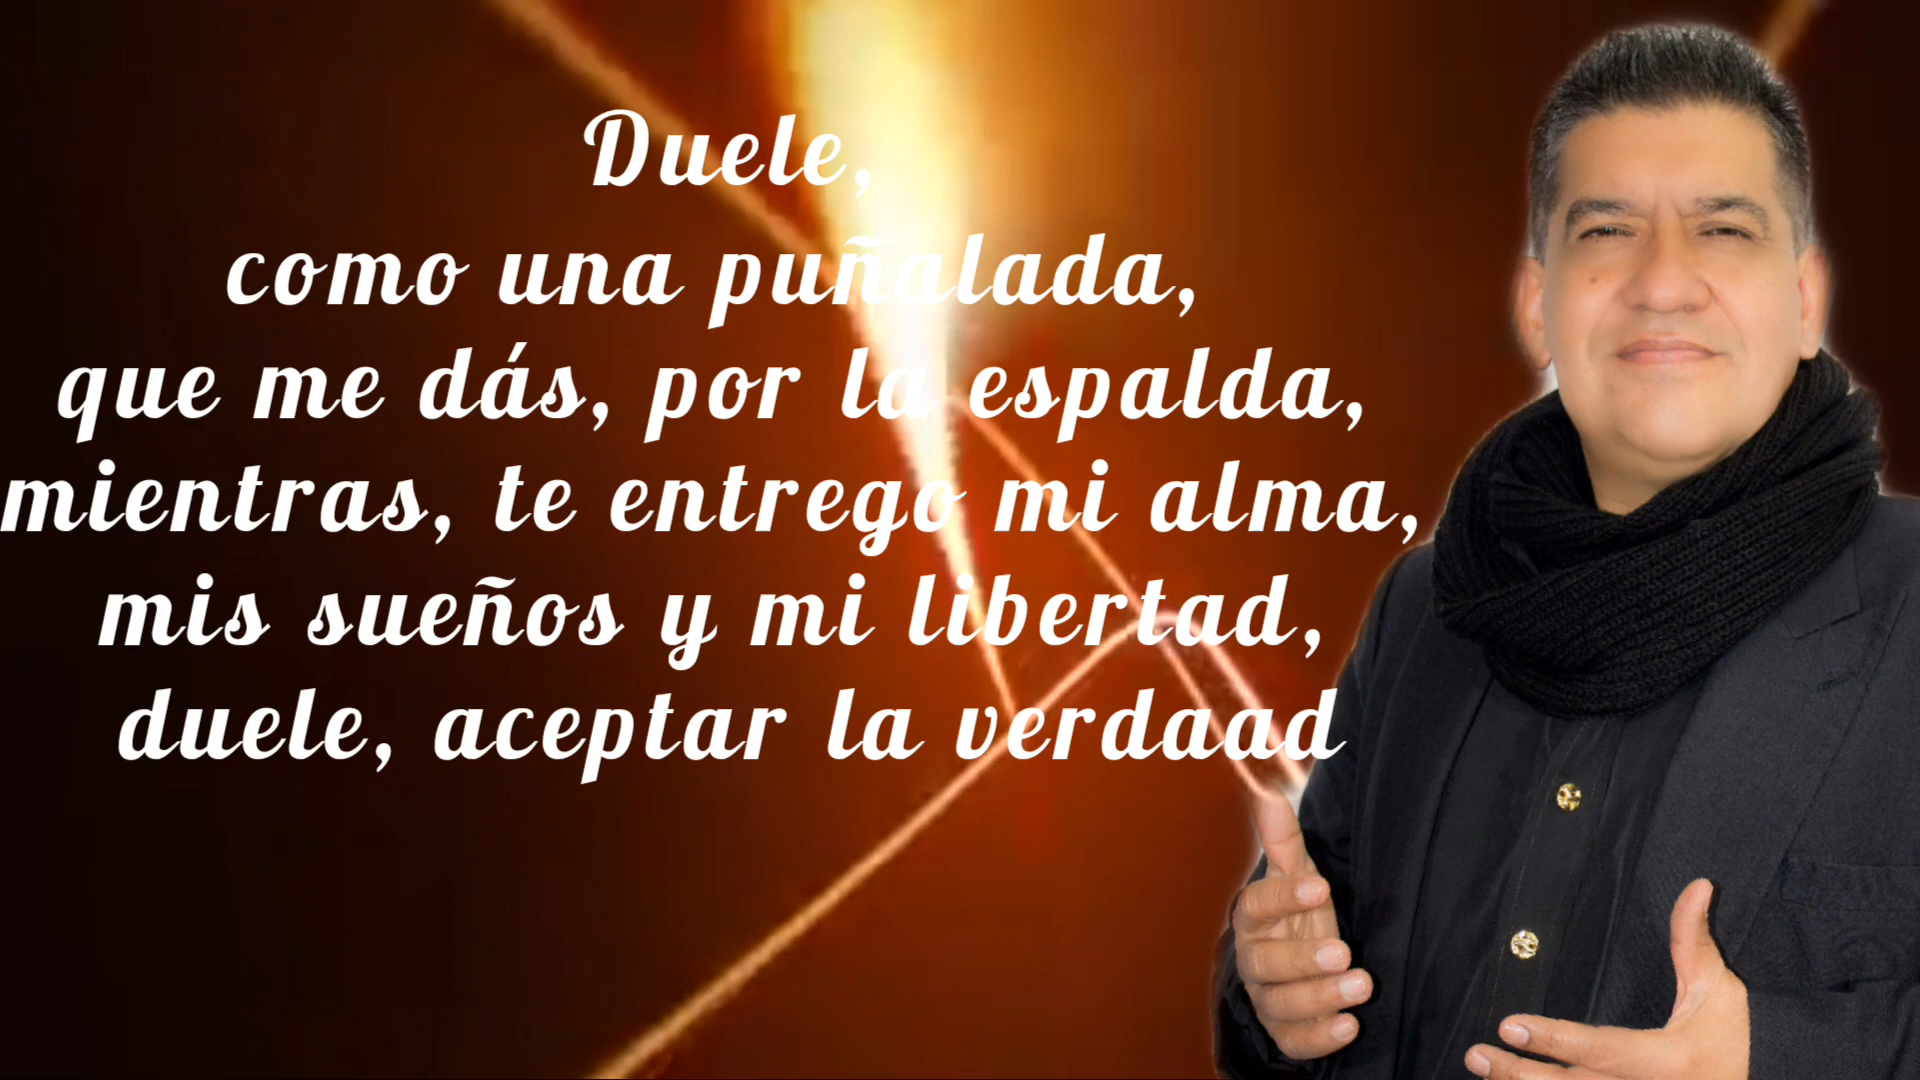 Duele,
como una puñalada,
que me dás, por la espalda,
mientras, te entrego mi alma,
mis sueños y mi libertad,
duele, aceptar la verdaad